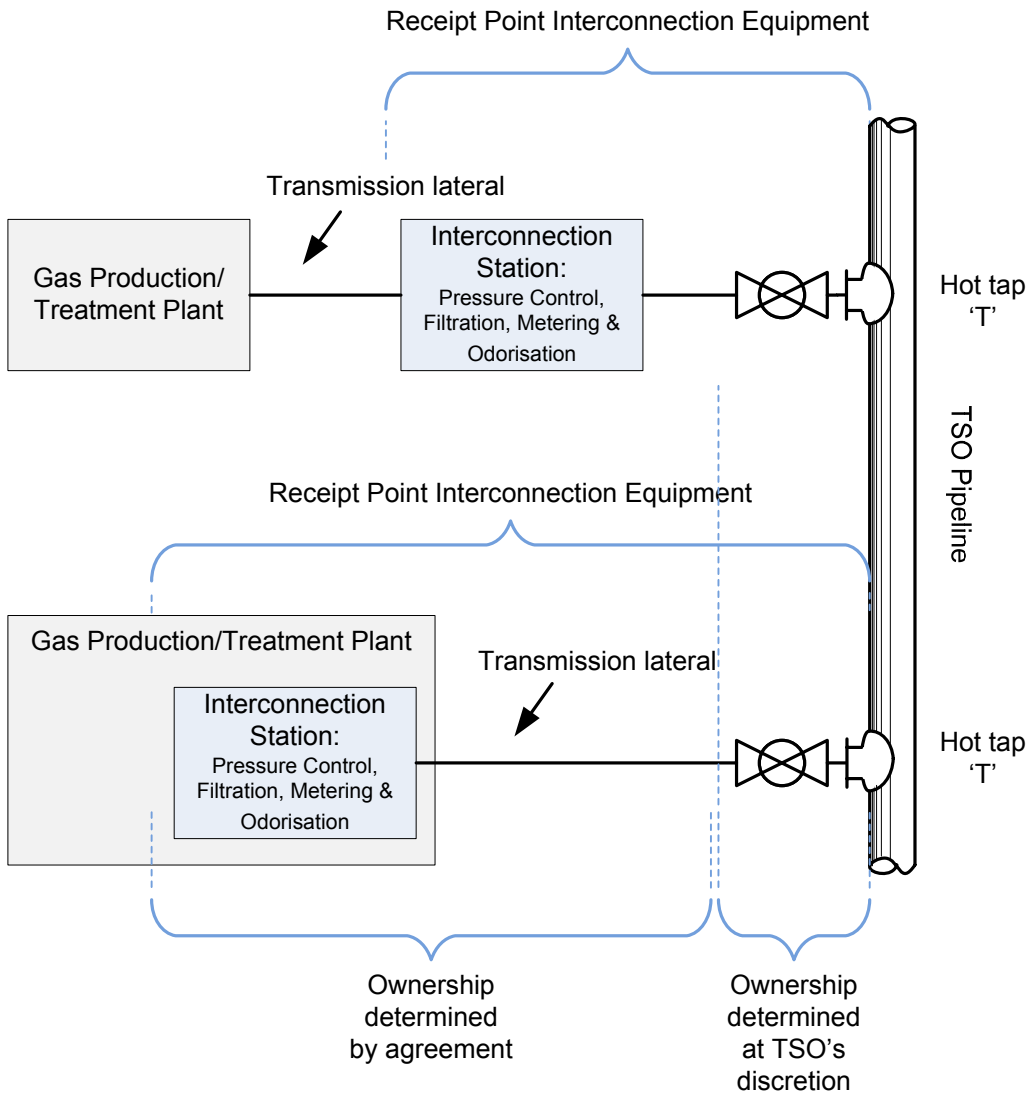 Receipt Point Interconnection Equipment
Transmission lateral
Gas Production/
Treatment Plant
Interconnection
Station:
Pressure Control,
Filtration, Metering &
Odorisation
Hot tap
‘T’
TSO Pipeline
Receipt Point Interconnection Equipment
Gas Production/Treatment Plant
Transmission lateral
Interconnection
Station:
Pressure Control,
Filtration, Metering &
Odorisation
Hot tap
‘T’
Ownership
determined
by agreement
Ownership
determined
at TSO’s
discretion